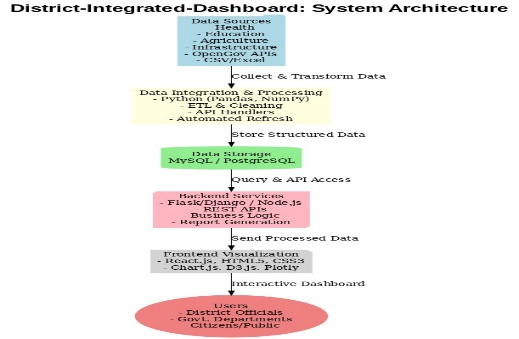 District-Integrated-Dashboard: System Architecture
Data Sources
Health
- Education
- Agriculture
- Infrastructure
- OpenGov APIs
- CSV/Excel
Collect & Transform Data
Data Integration & Processing
- Python (Pandas, NumPy)
- ETL & Cleaning
- API Handlers
- Automated Refresh
Store Structured Data
Data Storage
MySQL / PostgreSQL
Query & API Access
Backend Services
- Flask/Django / Node.js
REST APIs
Business Logic
- Report Generation
Send Processed Data
Frontend Visualization
- React.js, HTML5, CSS3
- Chart.js, D3.js, Plotly
Interactive Dashboard
Users
- District Officials
- Govt. Departments
Citizens/Public